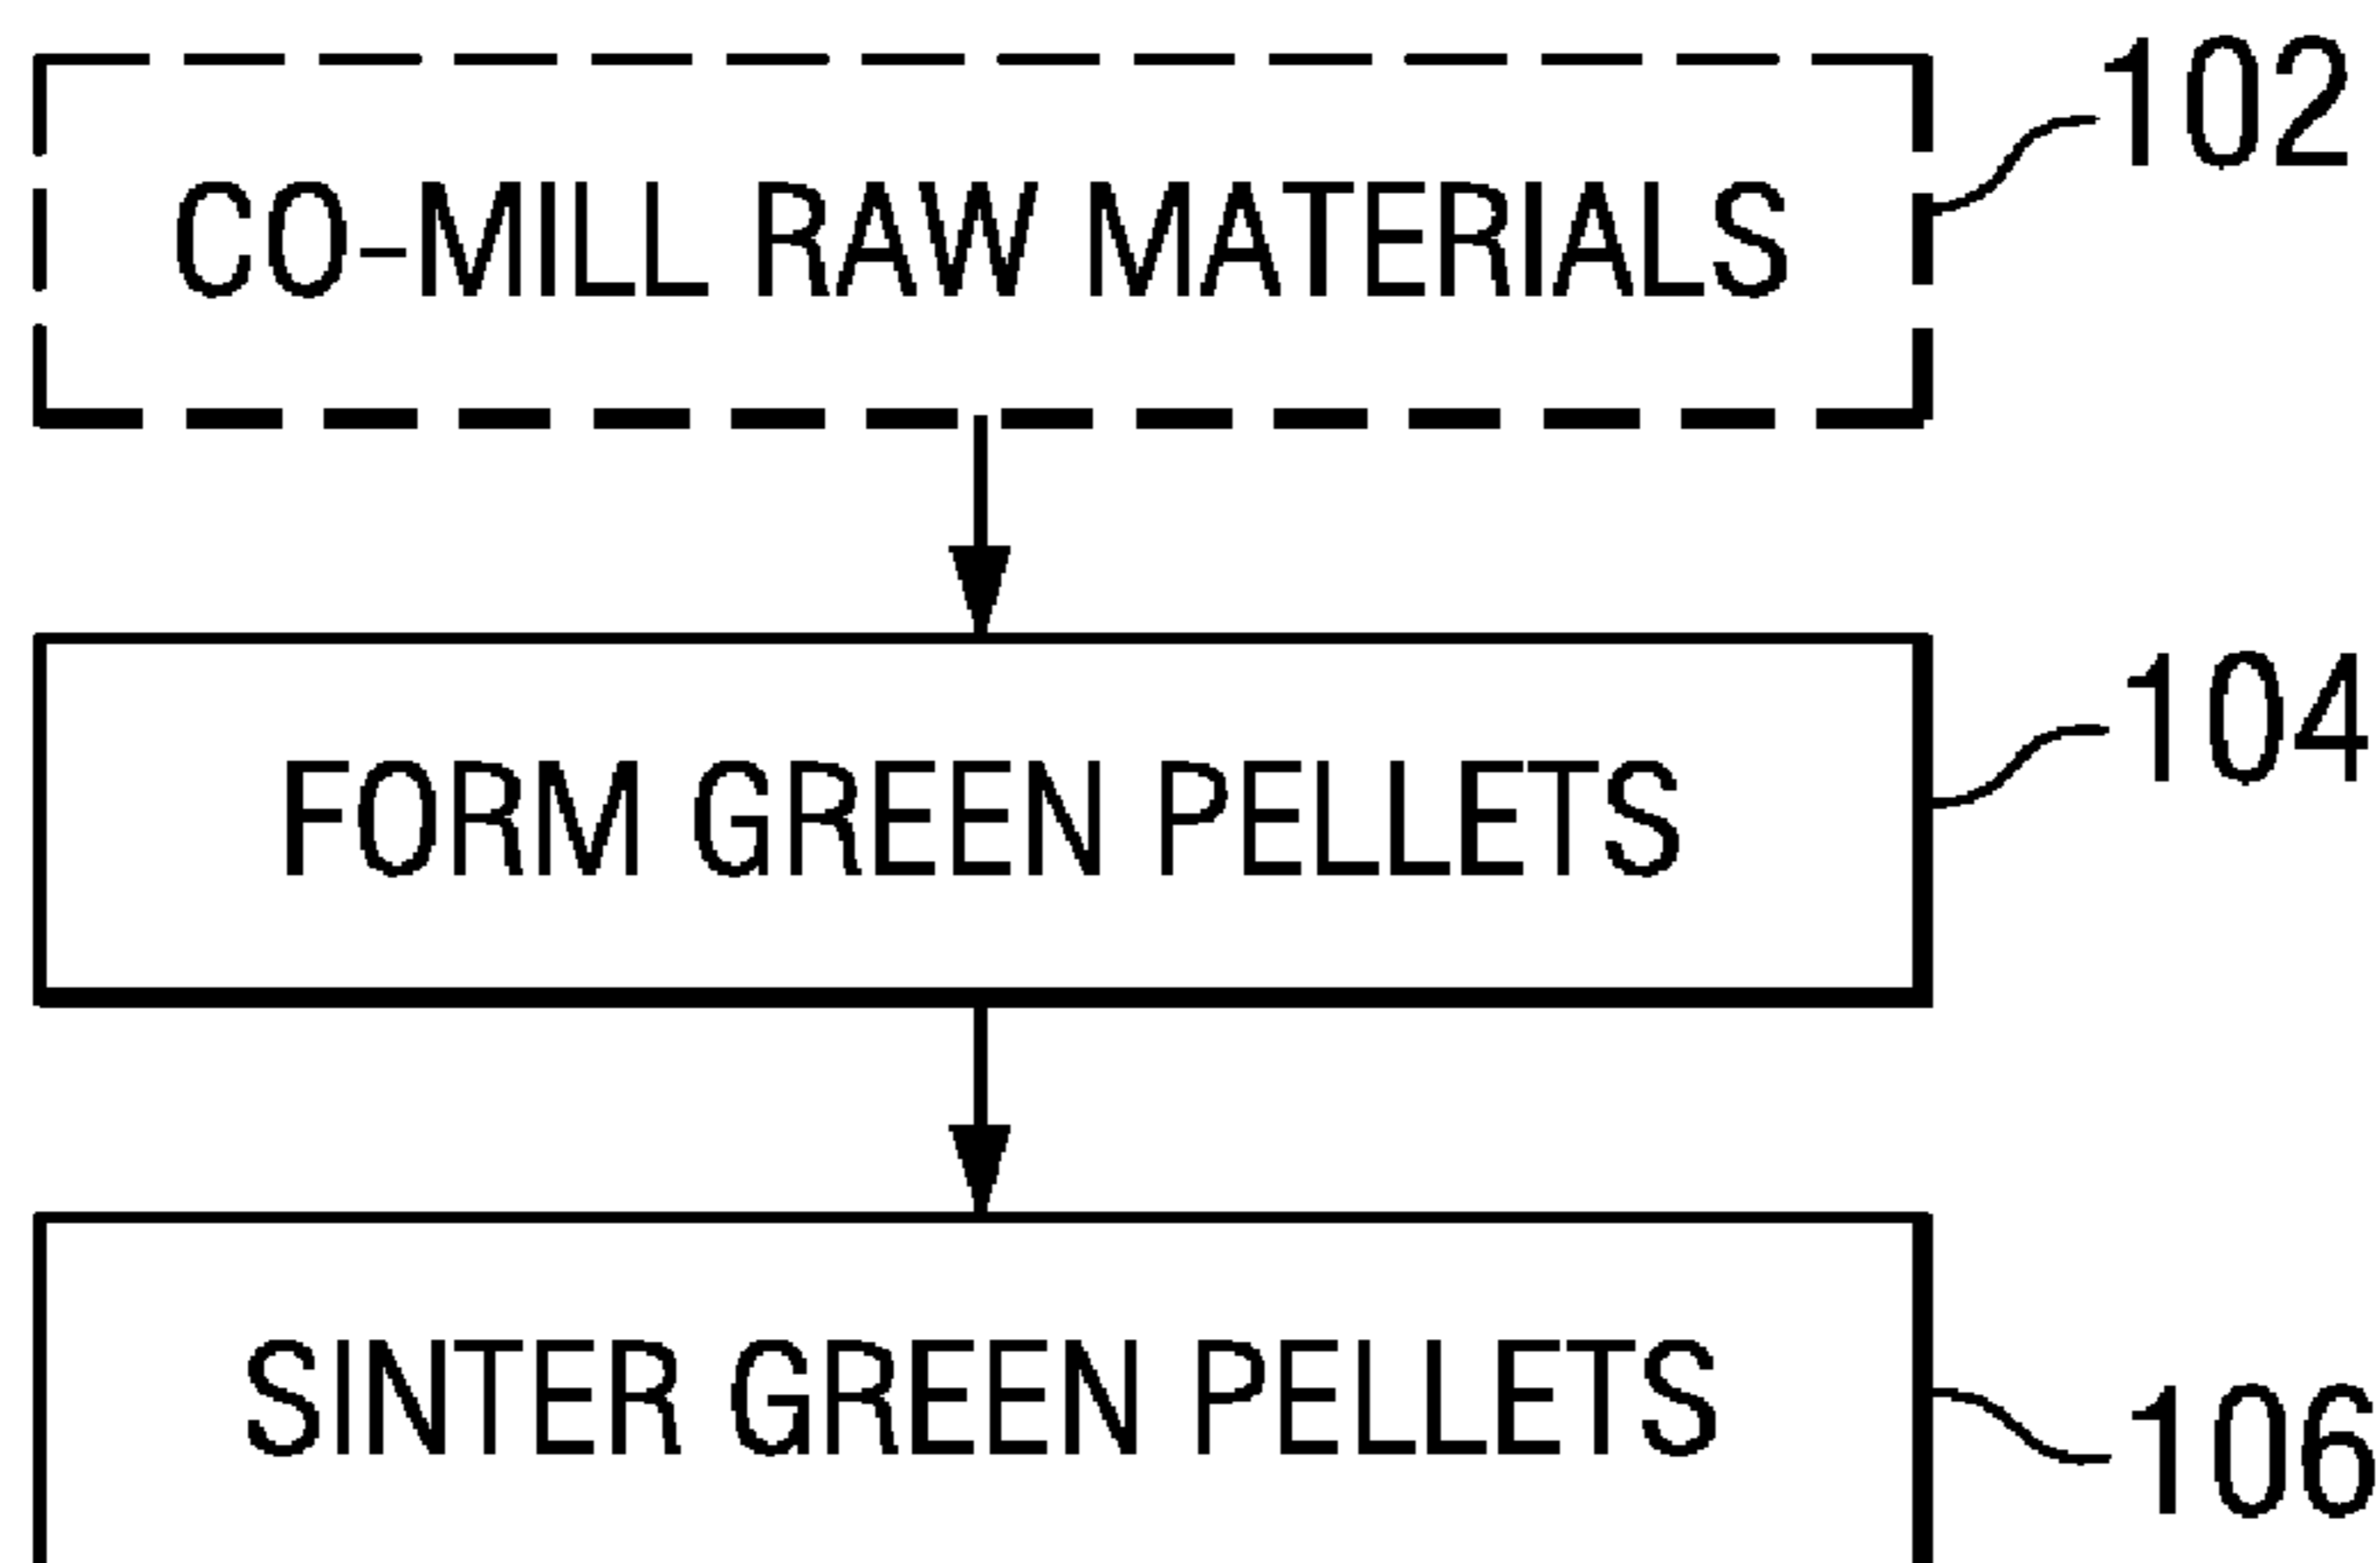 CO-MILL RAW MATERIALS
102
FORM GREEN PELLETS
104
SINTER GREEN PELLETS
106